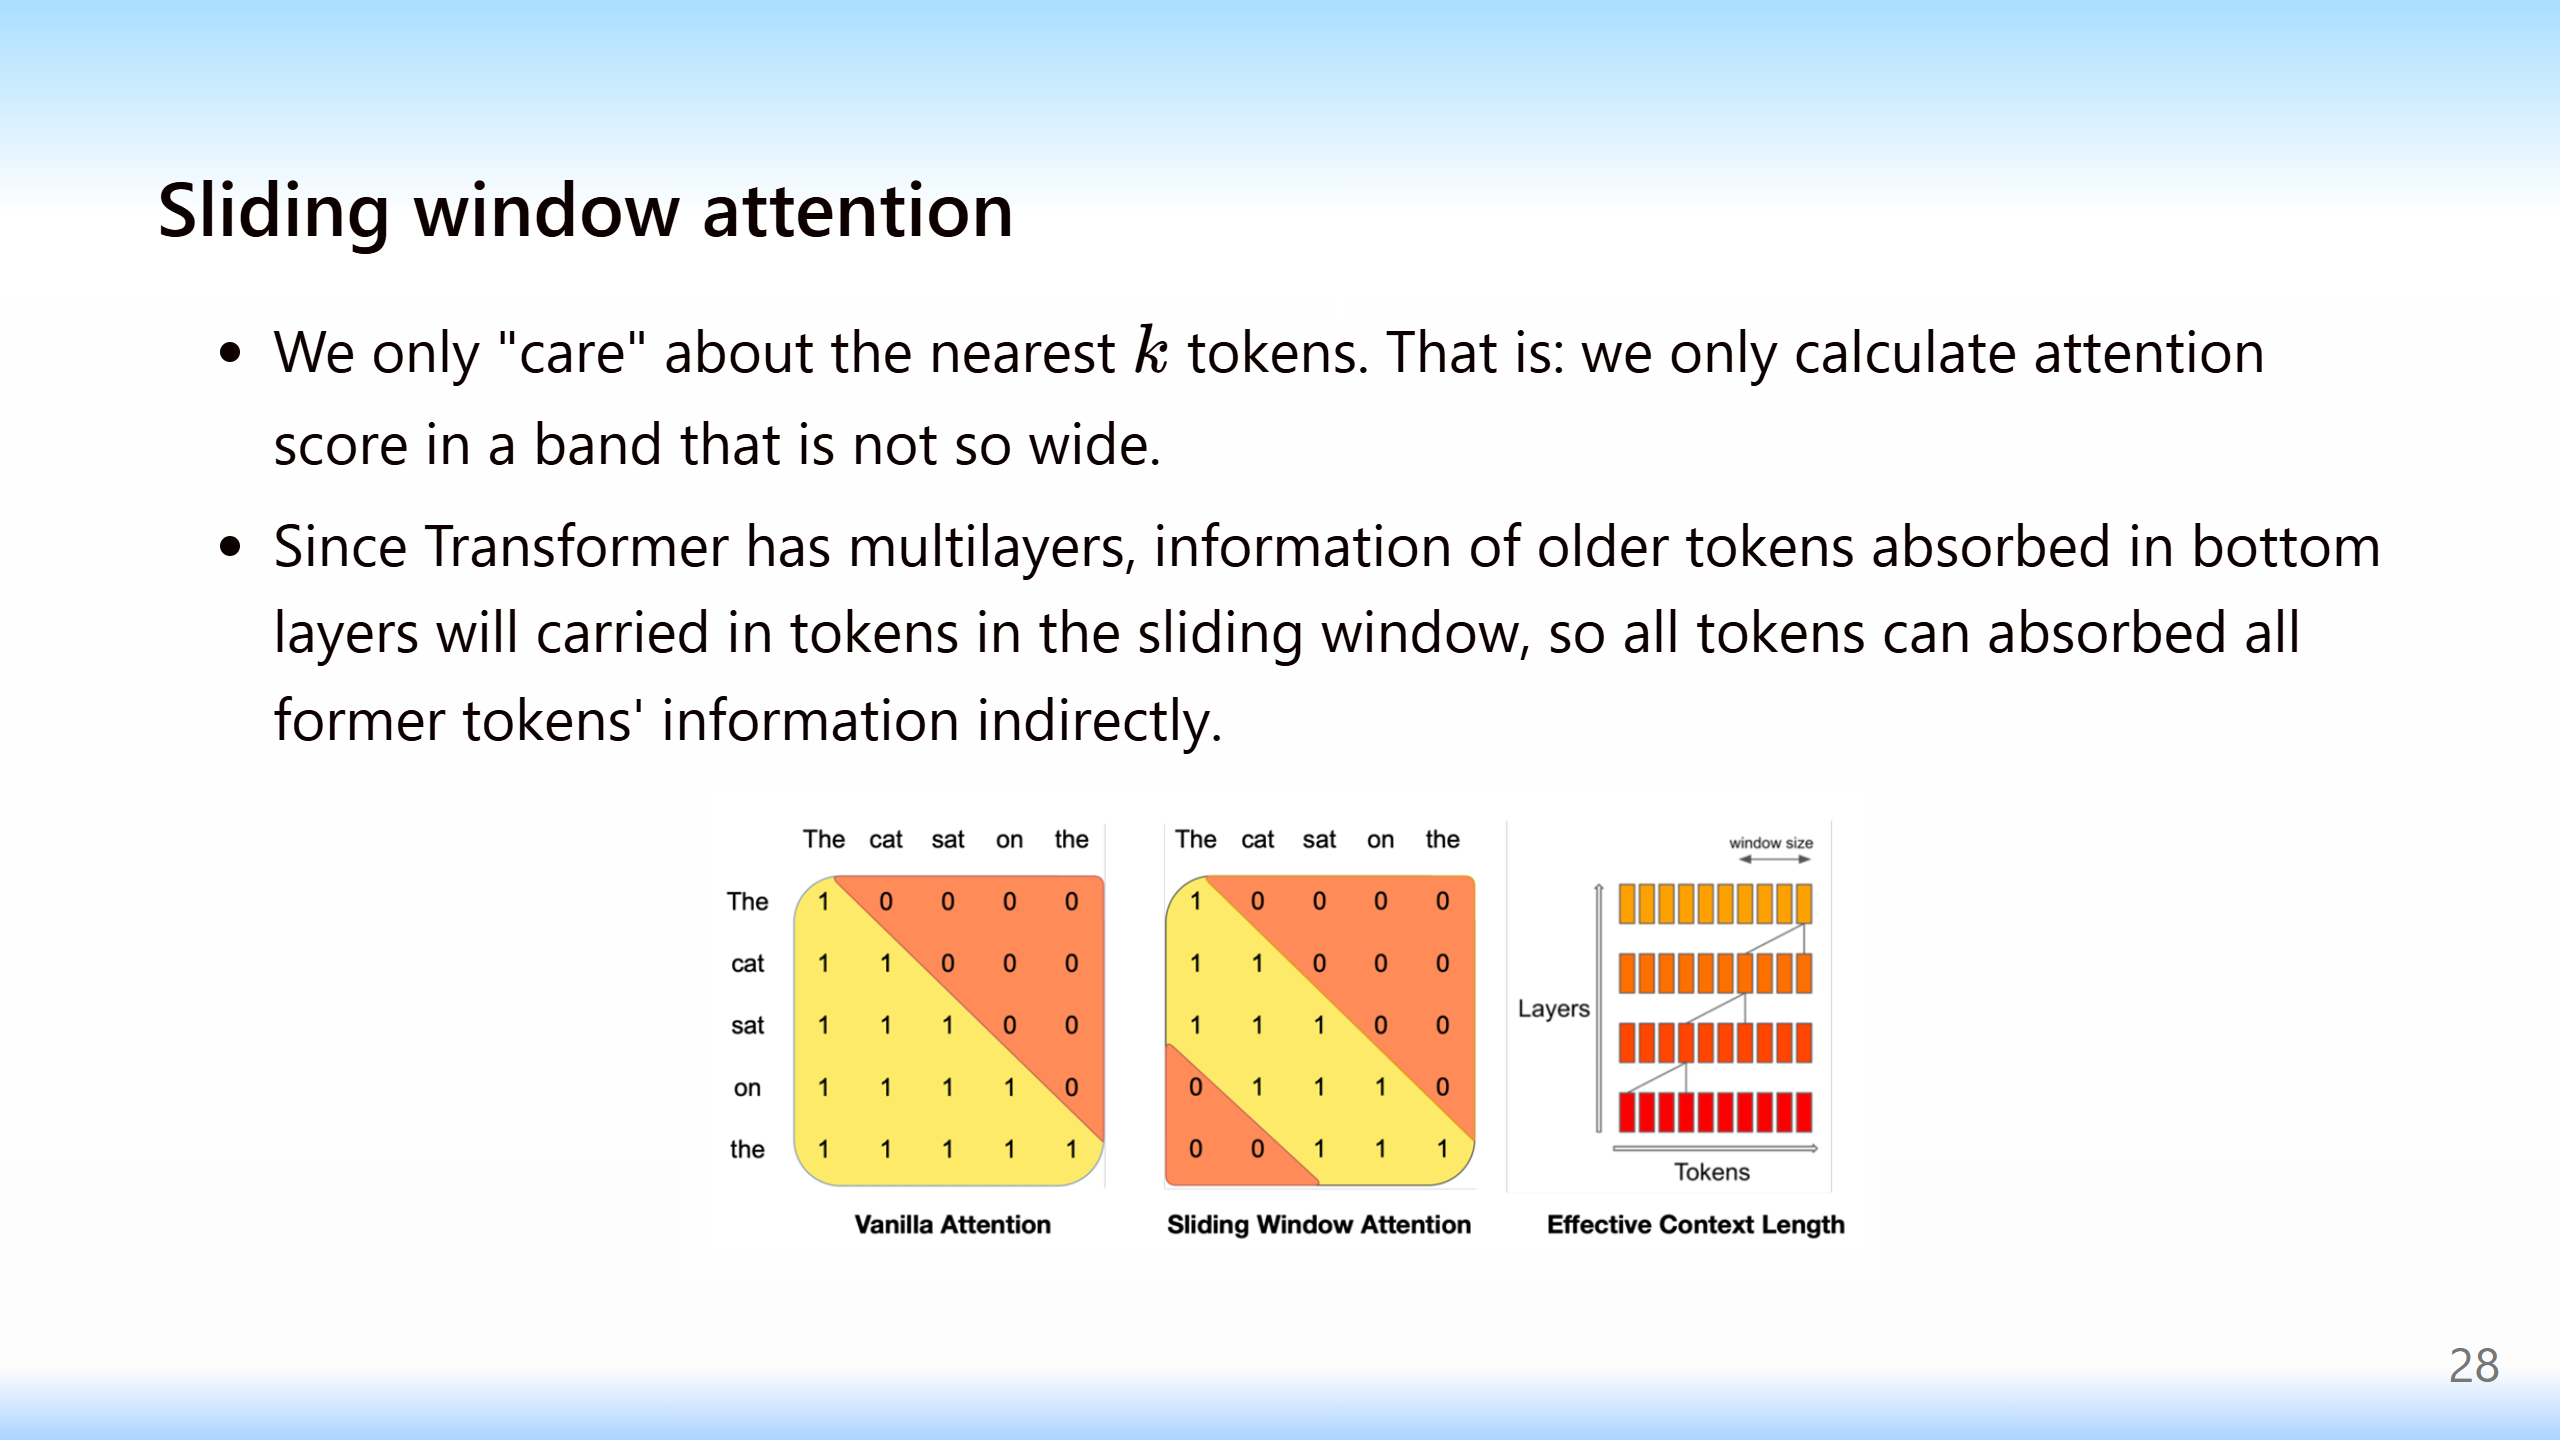 Sliding window attention
• We only "care" about the nearest k tokens. That is: we only calculate attention
score in a band that is not so wide.
• Since Transformer has multilayers, information of older tokens absorbed in bottom
layers will carried in tokens in the sliding window, so all tokens can absorbed all
former tokens' information indirectly.
The cat sat on the
The 1 0 0 0 0
cat 1 1 0 0 0
sat 1 1 1 0 0
on 1 1 1 1 0
the 1 1 1 1 1
Vanilla Attention
The cat sat on the
1 0 0 0 0
1 1 0 0 0
1 1 1 0 0
0 1 1 1 0
0 0 1 1 1
Sliding Window Attention
window size
Layers
Tokens
Effective Context Length
28